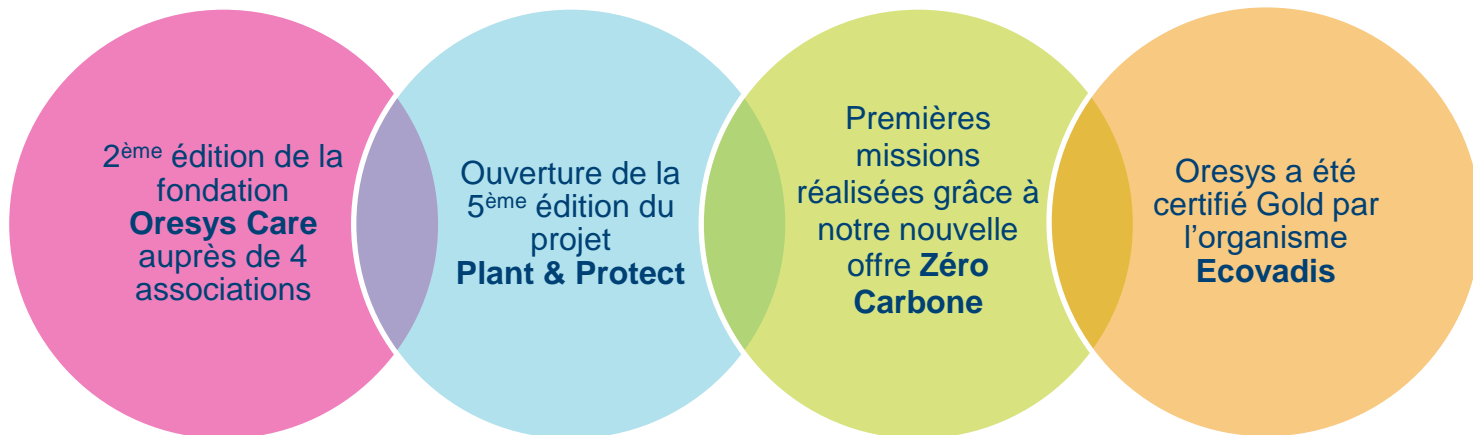 2ème édition de la
fondation
Oresys Care
auprès de 4
associations
Ouverture de la
5ème édition du
projet
Plant & Protect
Premières
missions
réalisées grâce à
notre nouvelle
offre Zéro
Carbone
Oresys a été
certifié Gold par
l’organisme
Ecovadis